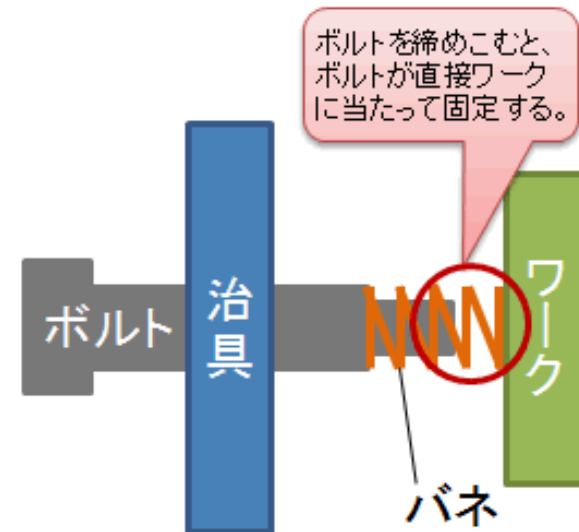 ボルトを締めこむと、
ボルトが直接ワーク
に当たって固定する。
ボルト
治具
ワーク
バネ